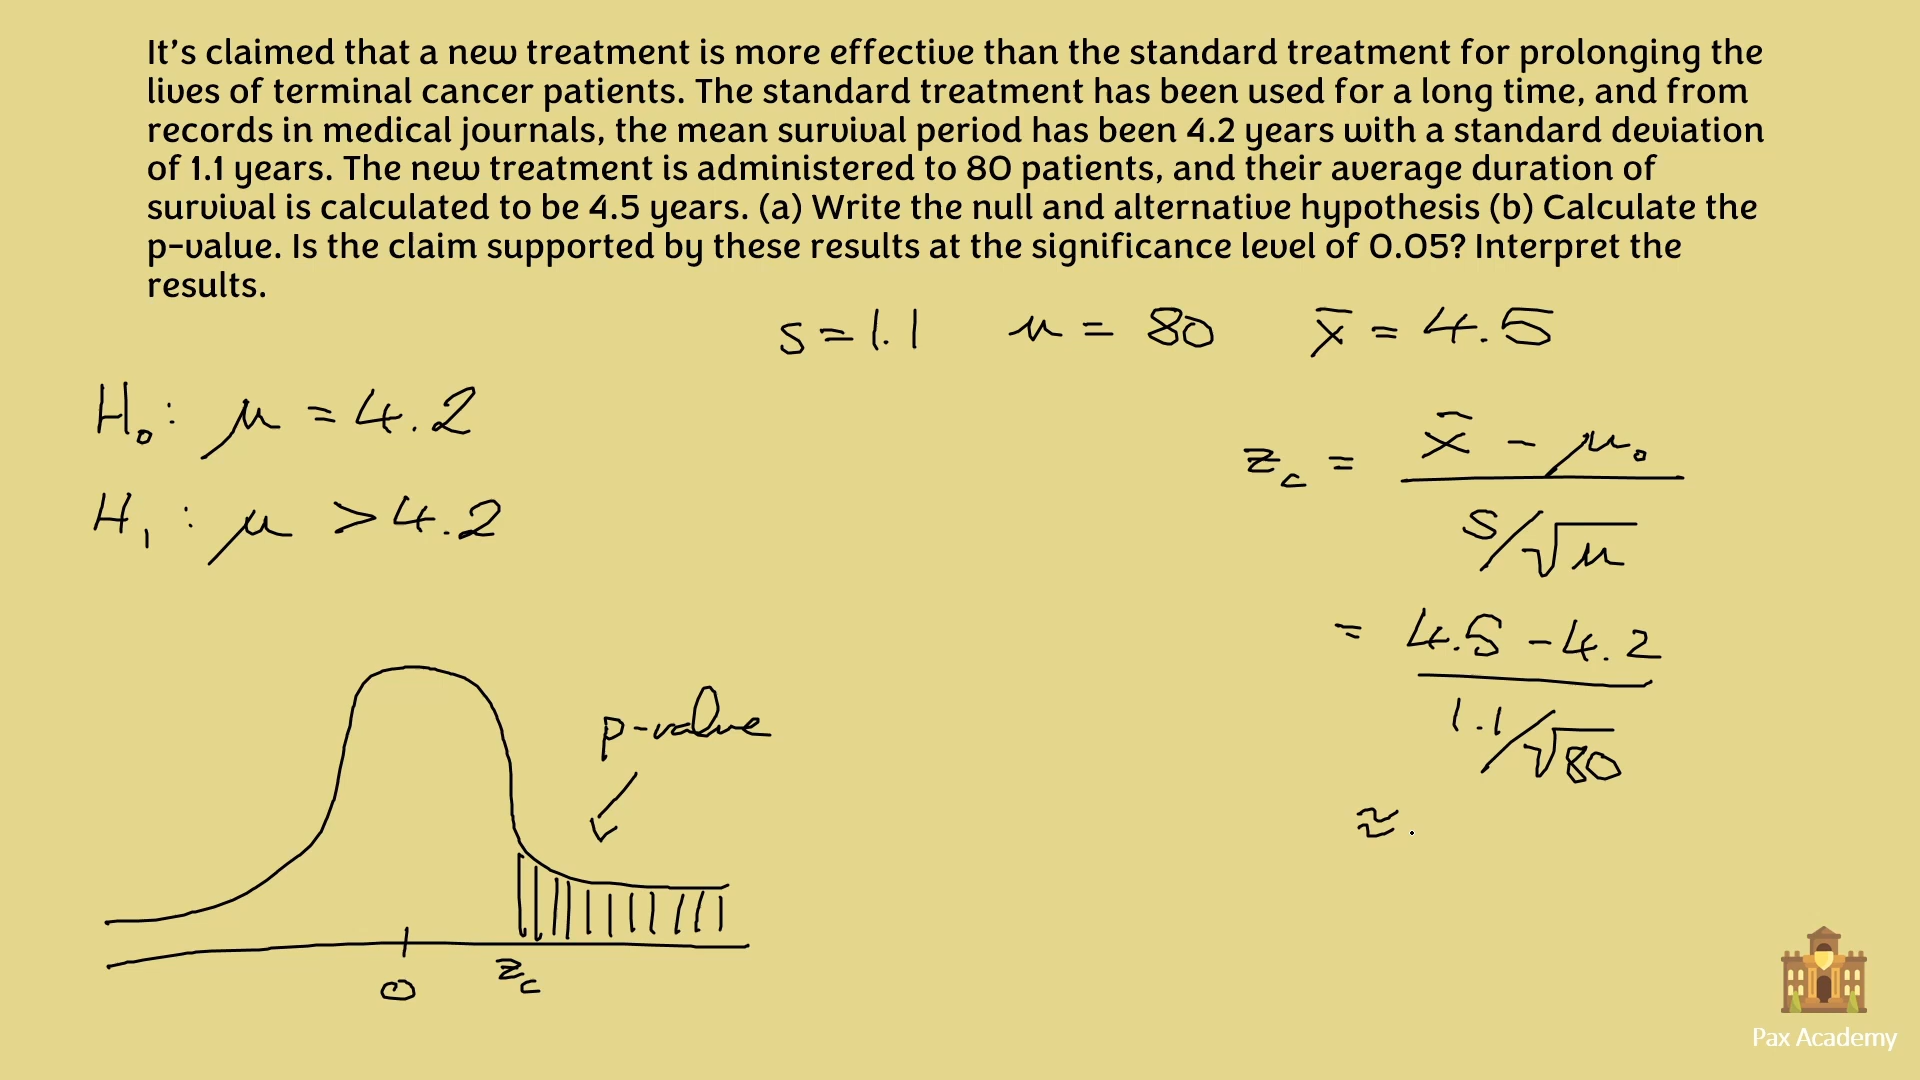 It's claimed that a new treatment is more effective than the standard treatment for prolonging the
lives of terminal cancer patients. The standard treatment has been used for a long time, and from
records in medical journals, the mean survival period has been 4.2 years with a standard deviation
of 1.1 years. The new treatment is administered to 80 patients, and their average duration of
survival is calculated to be 4.5 years. (a) Write the null and alternative hypothesis (b) Calculate the
p-value. Is the claim supported by these results at the significance level of 0.05? Interpret the
results.
s = 1.1 n = 80 x̄ = 4.5
H₀: μ = 4.2
H₁: μ > 4.2
z_c = (x̄ - μ₀) / (s/√n)
= (4.5 - 4.2) / (1.1/√80)
≈ .
p-value
0 z_c
Pax Academy